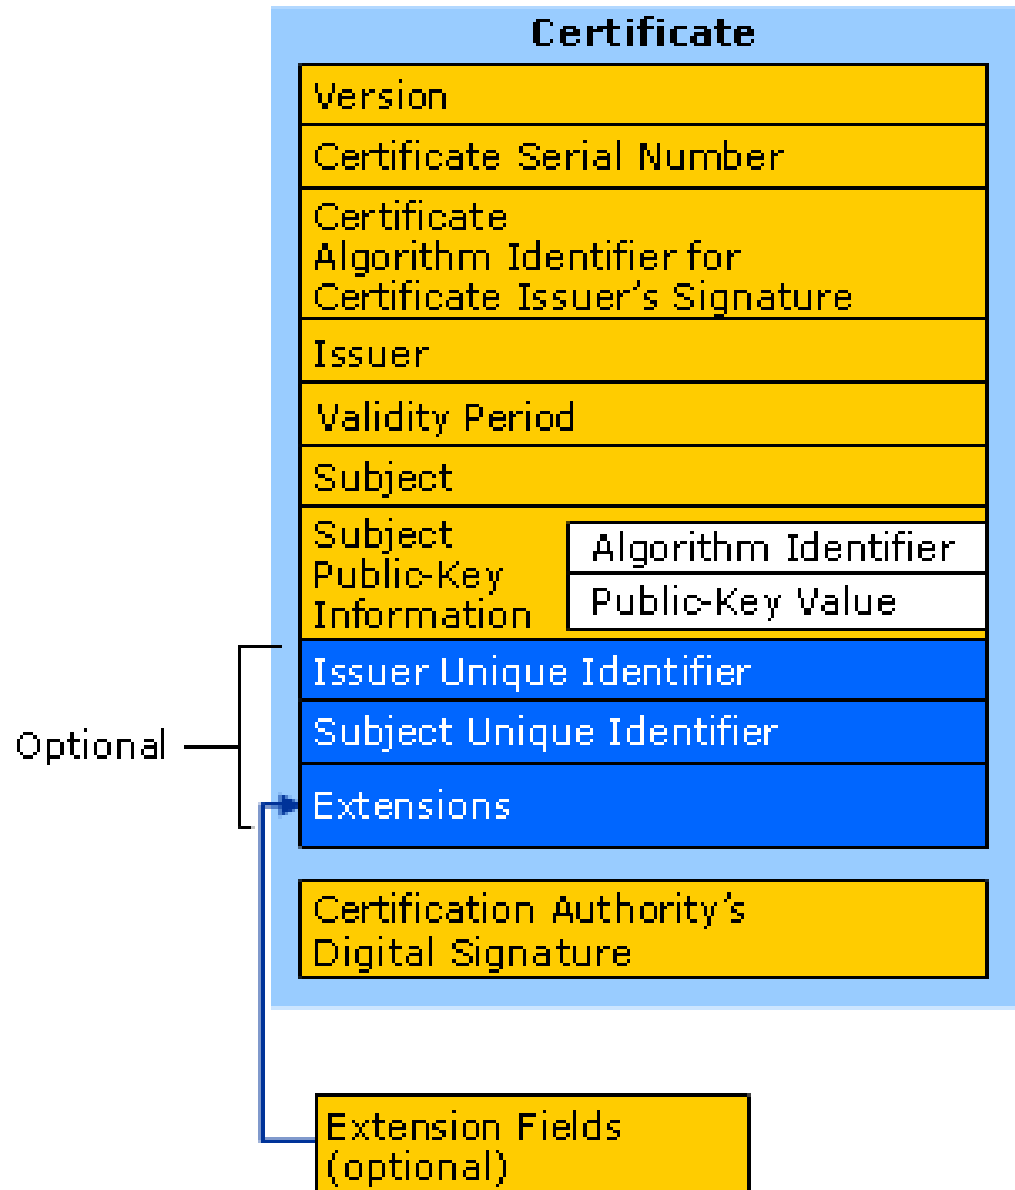 Certificate
Version
Certificate Serial Number
Certificate
Algorithm Identifier for
Certificate Issuer's Signature
Issuer
Validity Period
Subject
Subject
Public-Key
Information
Algorithm Identifier
Public-Key Value
Issuer Unique Identifier
Subject Unique Identifier
Optional
Extensions
Certification Authority's
Digital Signature
Extension Fields
(optional)